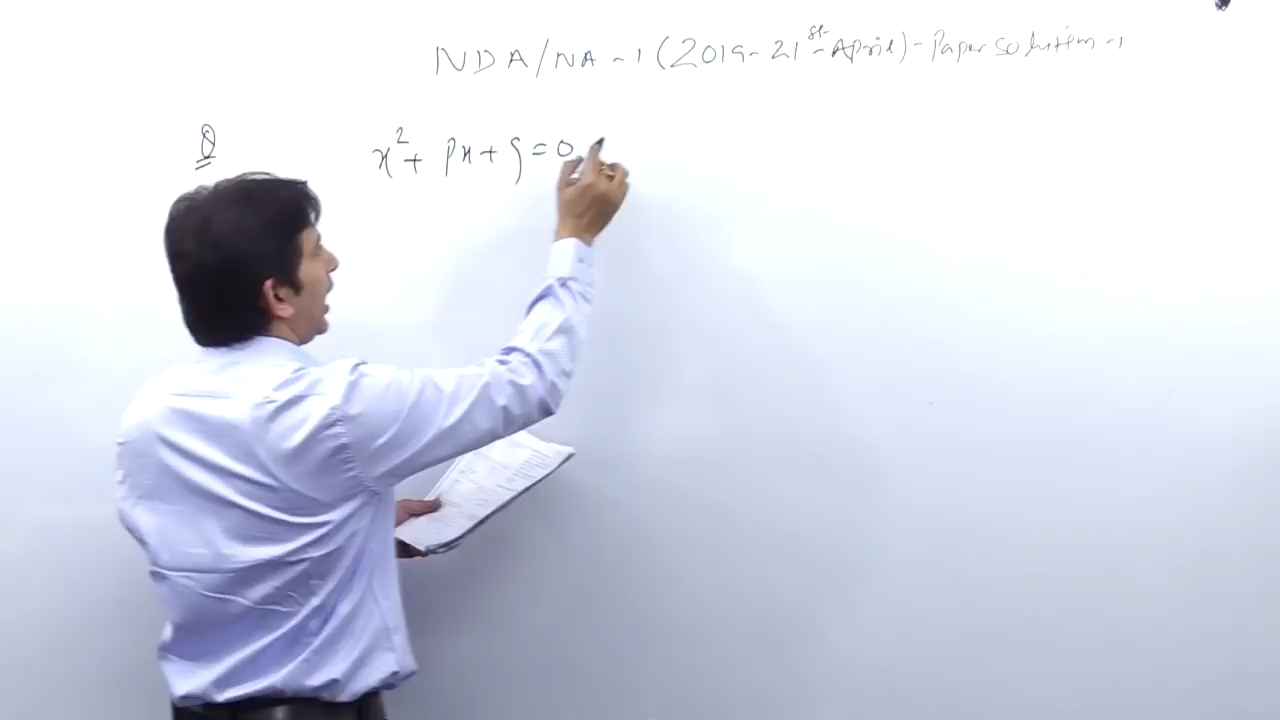 NDA/NA-1 (2019-21st-April)-Paper solution-1
Q x² + px + q = 0